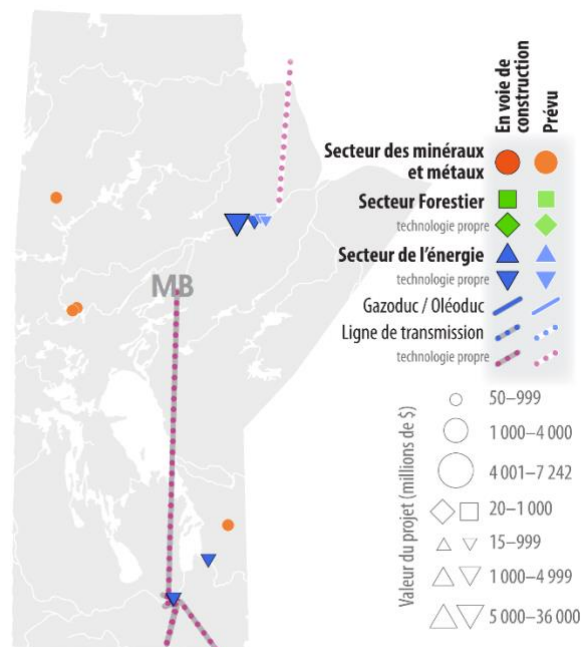 MB
En voie de
construction
Prévu
Secteur des minéraux
et métaux
Secteur Forestier
technologie propre
Secteur de l'énergie
technologie propre
Gazoduc / Oléoduc
Ligne de transmission
technologie propre
Valeur du projet (millions de $)
50–999
1 000–4 000
4 001–7 242
20–1 000
15–999
1 000–4 999
5 000–36 000